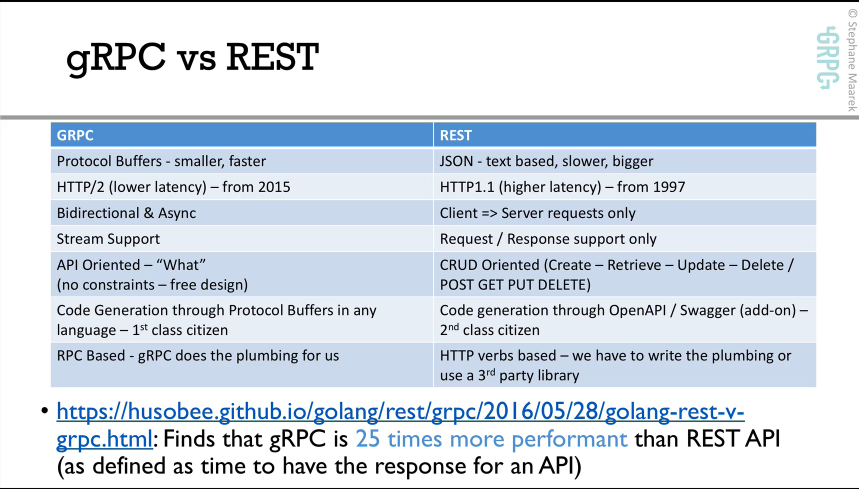 gRPC vs REST
GRPC
© Stephane Maarek
GRPC
REST
Protocol Buffers - smaller, faster
JSON - text based, slower, bigger
HTTP/2 (lower latency) – from 2015
HTTP1.1 (higher latency) – from 1997
Bidirectional & Async
Client => Server requests only
Stream Support
Request / Response support only
API Oriented – “What”
(no constraints – free design)
CRUD Oriented (Create – Retrieve – Update – Delete /
POST GET PUT DELETE)
Code Generation through Protocol Buffers in any
language – 1st class citizen
Code generation through OpenAPI / Swagger (add-on) –
2nd class citizen
RPC Based - gRPC does the plumbing for us
HTTP verbs based – we have to write the plumbing or
use a 3rd party library
• https://husobee.github.io/golang/rest/grpc/2016/05/28/golang-rest-v-
grpc.html: Finds that gRPC is 25 times more performant than REST API
(as defined as time to have the response for an API)